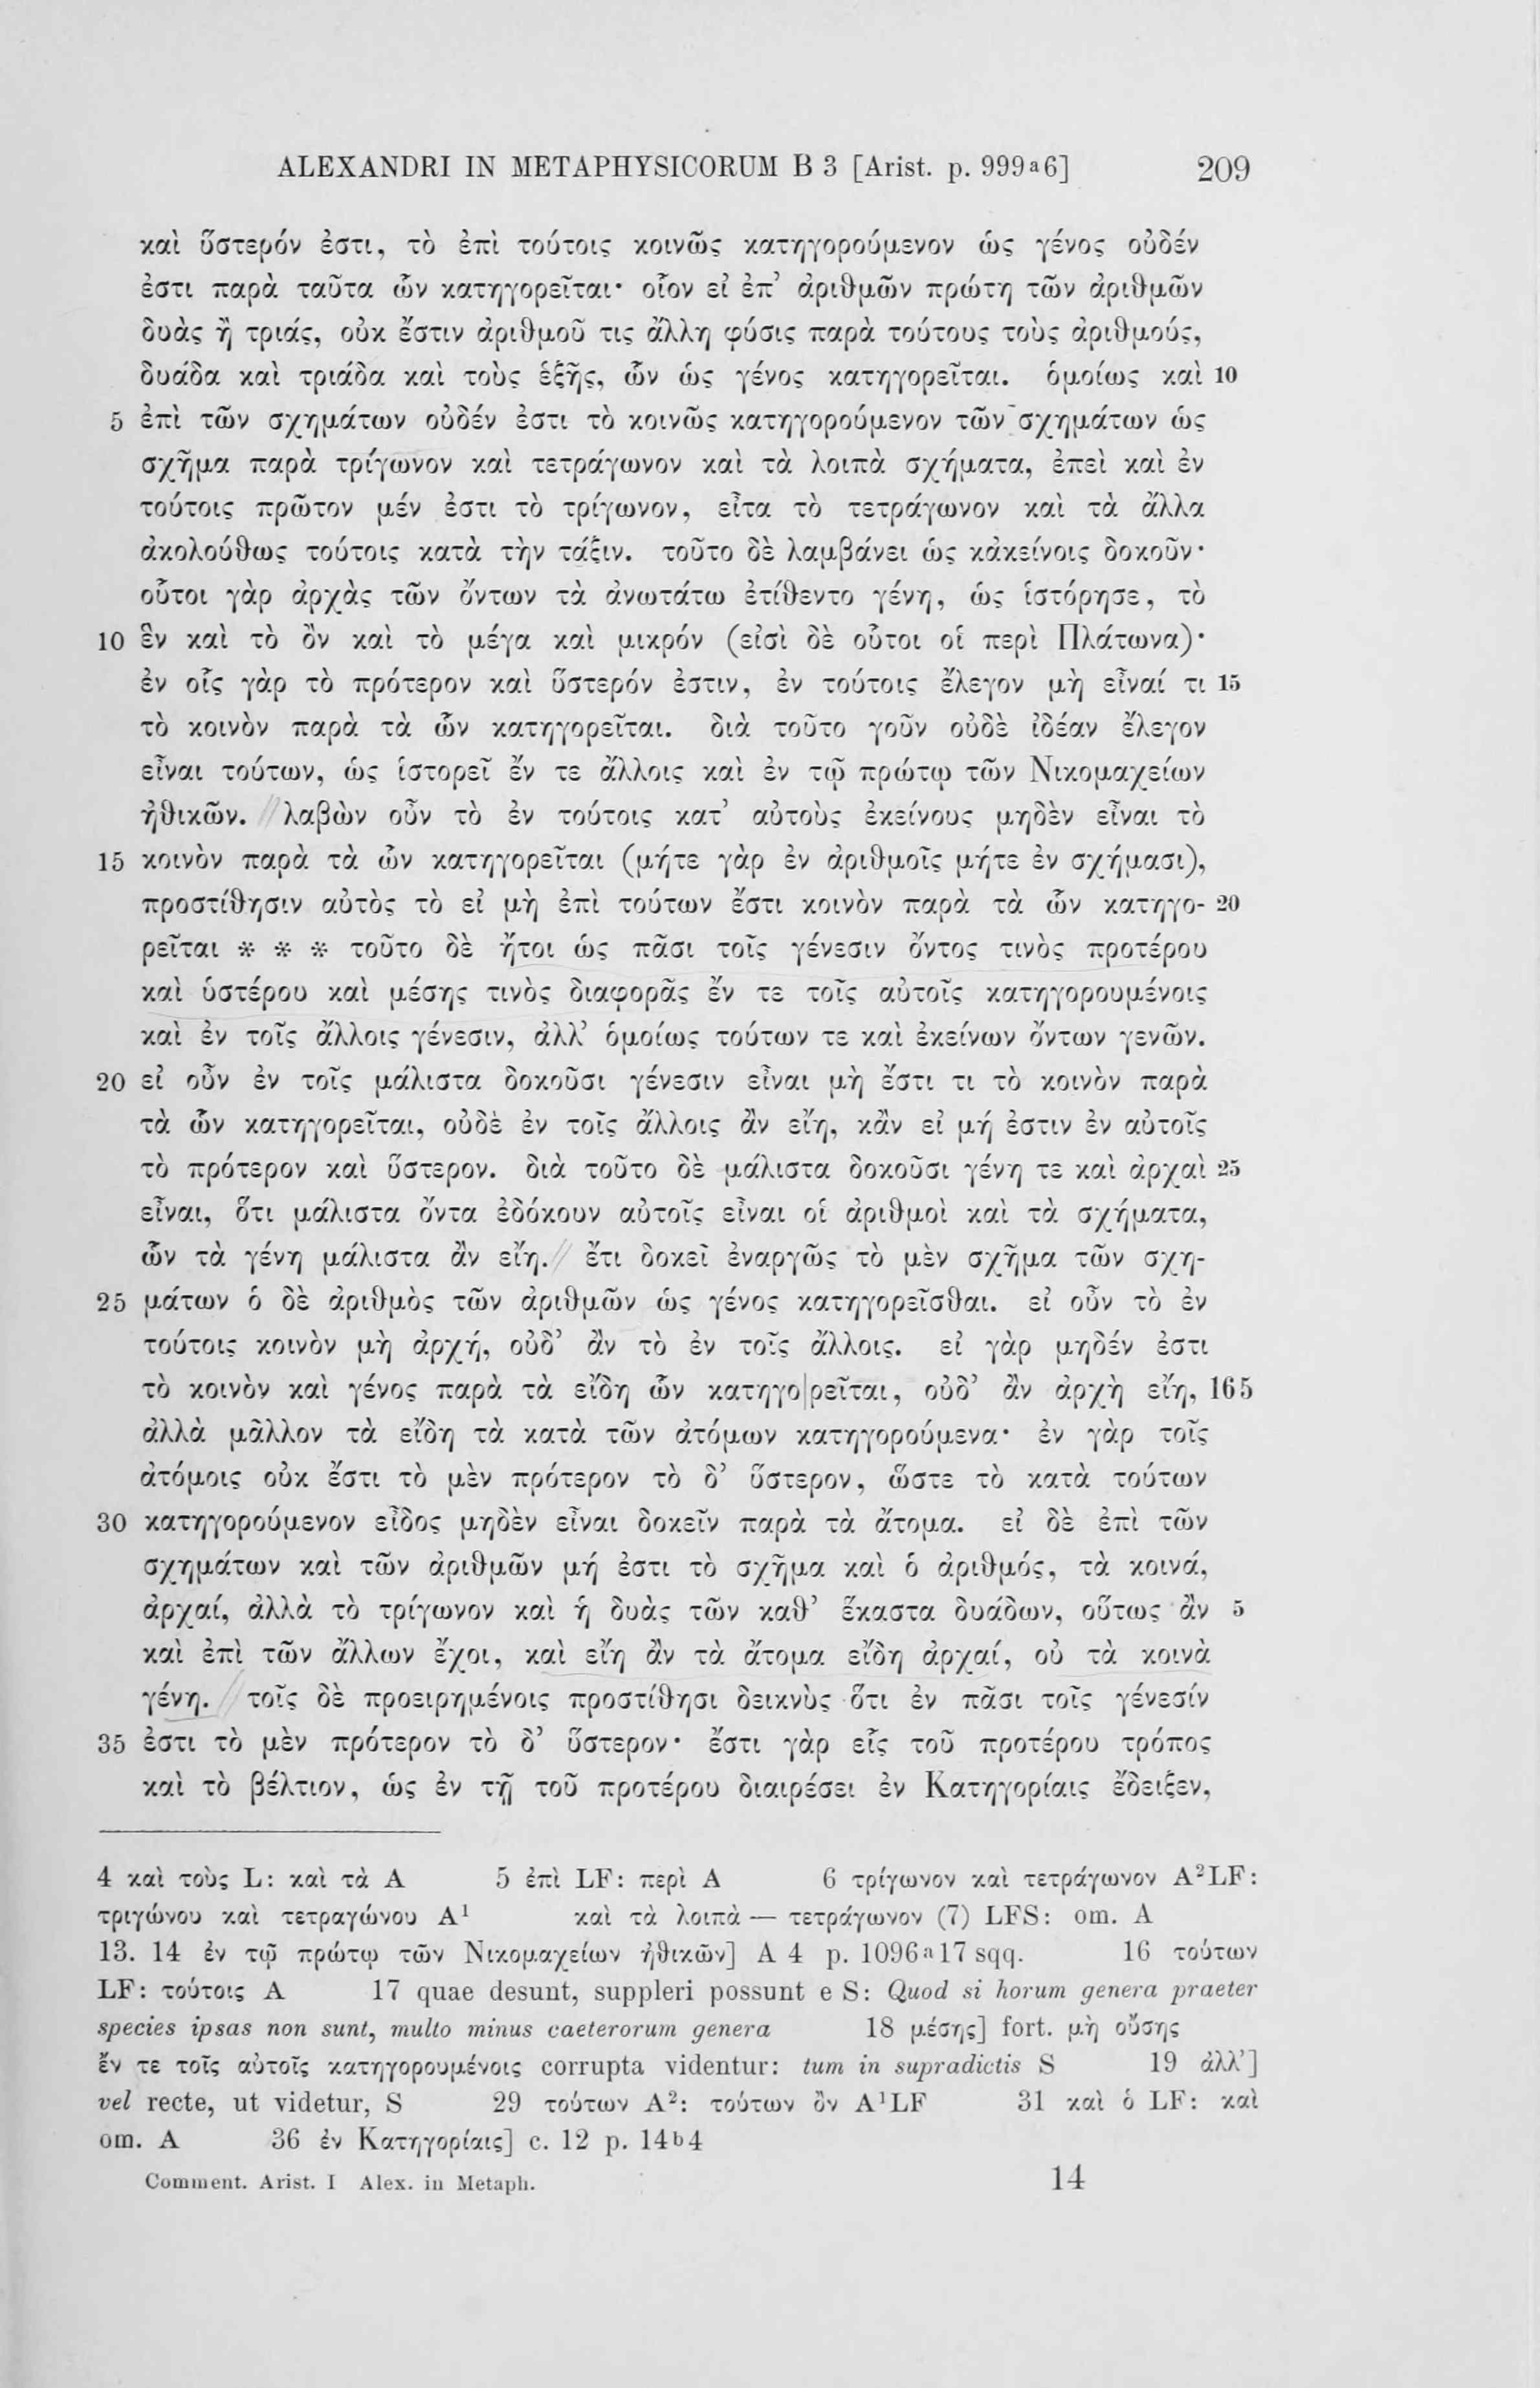 ALEXANDRI IN METAPHYSICORUM B 3 [Arist. p. 999a6] 209
καὶ ὕστερόν ἐστι, τὸ ἐπὶ τούτοις κοινῶς κατηγορούμενον ὡς γένος οὐδέν
ἐστι παρὰ ταῦτα ὧν κατηγορεῖται· οἷον εἰ ἐπ’ ἀριθμῶν πρώτη τῶν ἀριθμῶν
δυὰς ἢ τριάς, οὐκ ἔστιν ἀριθμοῦ τις ἄλλη φύσις παρὰ τούτους τοὺς ἀριθμούς,
δυάδα καὶ τριάδα καὶ τοὺς ἑξῆς, ὧν ὡς γένος κατηγορεῖται. ὁμοίως καὶ 10
5 ἐπὶ τῶν σχημάτων οὐδέν ἐστι τὸ κοινῶς κατηγορούμενον τῶν σχημάτων ὡς
σχῆμα παρὰ τρίγωνον καὶ τετράγωνον καὶ τὰ λοιπὰ σχήματα, ἐπεὶ καὶ ἐν
τούτοις πρῶτον μέν ἐστι τὸ τρίγωνον, εἶτα τὸ τετράγωνον καὶ τὰ ἄλλα
ἀκολούθως τούτοις κατὰ τὴν τάξιν. τοῦτο δὲ λαμβάνει ὡς κἀκείνοις δοκοῦν·
οὗτοι γὰρ ἀρχὰς τῶν ὄντων τὰ ἀνωτάτω ἐτίθεντο γένη, ὡς ἱστόρησε, τὸ
10 ἓν καὶ τὸ ὂν καὶ τὸ μέγα καὶ μικρόν (εἰσὶ δὲ οὗτοι οἱ περὶ Πλάτωνα)·
ἐν οἷς γὰρ τὸ πρότερον καὶ ὕστερόν ἐστιν, ἐν τούτοις ἔλεγον μὴ εἶναί τι 15
τὸ κοινὸν παρὰ τὰ ὧν κατηγορεῖται. διὰ τοῦτο γοῦν οὐδὲ ἰδέαν ἔλεγον
εἶναι τούτων, ὡς ἱστορεῖ ἔν τε ἄλλοις καὶ ἐν τῷ πρώτῳ τῶν Νικομαχείων
ἠθικῶν. λαβὼν οὖν τὸ ἐν τούτοις κατ’ αὐτοὺς ἐκείνους μηδὲν εἶναι τὸ
15 κοινὸν παρὰ τὰ ὧν κατηγορεῖται (μήτε γὰρ ἐν ἀριθμοῖς μήτε ἐν σχήμασι),
προστίθησιν αὐτὸς τὸ εἰ μὴ ἐπὶ τούτων ἔστι κοινὸν παρὰ τὰ ὧν κατηγο- 20
ρεῖται * * * τοῦτο δὲ ἤτοι ὡς πᾶσι τοῖς γένεσιν ὄντος τινὸς προτέρου
καὶ ὑστέρου καὶ μέσης τινὸς διαφορᾶς ἔν τε τοῖς αὐτοῖς κατηγορουμένοις
καὶ ἐν τοῖς ἄλλοις γένεσιν, ἀλλ’ ὁμοίως τούτων τε καὶ ἐκείνων ὄντων γενῶν.
20 εἰ οὖν ἐν τοῖς μάλιστα δοκοῦσι γένεσιν εἶναι μὴ ἔστι τι τὸ κοινὸν παρὰ
τὰ ὧν κατηγορεῖται, οὐδὲ ἐν τοῖς ἄλλοις ἂν εἴη, κἂν εἰ μή ἐστιν ἐν αὐτοῖς
τὸ πρότερον καὶ ὕστερον. διὰ τοῦτο δὲ μάλιστα δοκοῦσι γένη τε καὶ ἀρχαὶ 25
εἶναι, ὅτι μάλιστα ὄντα ἐδόκουν αὐτοῖς εἶναι οἱ ἀριθμοὶ καὶ τὰ σχήματα,
ὧν τὰ γένη μάλιστα ἂν εἴη. ἔτι δοκεῖ ἐναργῶς τὸ μὲν σχῆμα τῶν σχη-
25 μάτων ὁ δὲ ἀριθμὸς τῶν ἀριθμῶν ὡς γένος κατηγορεῖσθαι. εἰ οὖν τὸ ἐν
τούτοις κοινὸν μὴ ἀρχή, οὐδ’ ἂν τὸ ἐν τοῖς ἄλλοις. εἰ γὰρ μηδέν ἐστι
τὸ κοινὸν καὶ γένος παρὰ τὰ εἴδη ὧν κατηγο|ρεῖται, οὐδ’ ἂν ἀρχὴ εἴη, 165
ἀλλὰ μᾶλλον τὰ εἴδη τὰ κατὰ τῶν ἀτόμων κατηγορούμενα· ἐν γὰρ τοῖς
ἀτόμοις οὐκ ἔστι τὸ μὲν πρότερον τὸ δ’ ὕστερον, ὥστε τὸ κατὰ τούτων
30 κατηγορούμενον εἶδος μηδὲν εἶναι δοκεῖν παρὰ τὰ ἄτομα. εἰ δὲ ἐπὶ τῶν
σχημάτων καὶ τῶν ἀριθμῶν μή ἐστι τὸ σχῆμα καὶ ὁ ἀριθμός, τὰ κοινά,
ἀρχαί, ἀλλὰ τὸ τρίγωνον καὶ ἡ δυὰς τῶν καθ’ ἕκαστα δυάδων, οὕτως ἂν 5
καὶ ἐπὶ τῶν ἄλλων ἔχοι, καὶ εἴη ἂν τὰ ἄτομα εἴδη ἀρχαί, οὐ τὰ κοινὰ
γένη. τοῖς δὲ προειρημένοις προστίθησι δεικνὺς ὅτι ἐν πᾶσι τοῖς γένεσίν
35 ἐστι τὸ μὲν πρότερον τὸ δ’ ὕστερον· ἔστι γὰρ εἷς τοῦ προτέρου τρόπος
καὶ τὸ βέλτιον, ὡς ἐν τῇ τοῦ προτέρου διαιρέσει ἐν Κατηγορίαις ἔδειξεν,
4 καὶ τοὺς L: καὶ τὰ A 5 ἐπὶ LF: περὶ A 6 τρίγωνον καὶ τετράγωνον A²LF:
τριγώνου καὶ τετραγώνου A¹ καὶ τὰ λοιπὰ — τετράγωνον (7) LFS: om. A
13. 14 ἐν τῷ πρώτῳ τῶν Νικομαχείων ἠθικῶν] A 4 p. 1096a17 sqq. 16 τούτων
LF: τούτοις A 17 quae desunt, suppleri possunt e S: Quod si horum genera praeter
species ipsas non sunt, multo minus caeterorum genera 18 μέσης] fort. μὴ οὔσης
ἔν τε τοῖς αὐτοῖς κατηγορουμένοις corrupta videntur: tum in supradictis S 19 ἀλλ’]
vel recte, ut videtur, S 29 τούτων A²: τούτων ὂν A¹LF 31 καὶ ὁ LF: καὶ
om. A 36 ἐν Κατηγορίαις] c. 12 p. 14b4
Comment. Arist. I Alex. in Metaph. 14